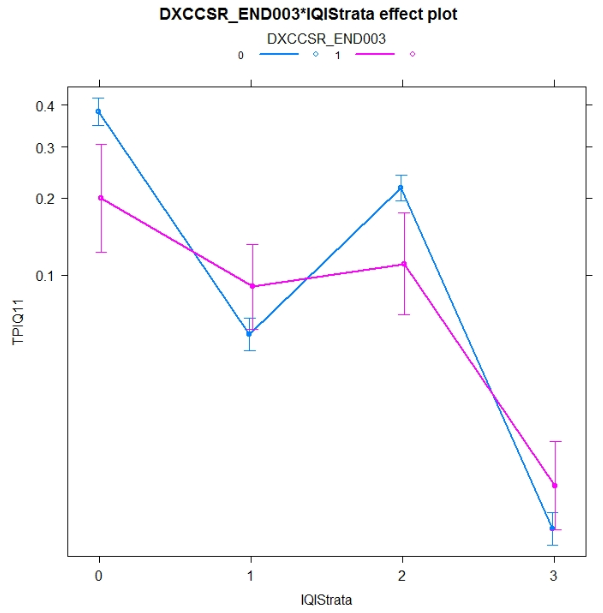 DXCCSR_END003*IQIStrata effect plot
DXCCSR_END003
0 1
0.4
0.3
0.2
0.1
TPIQ11
0 1 2 3
IQIStrata